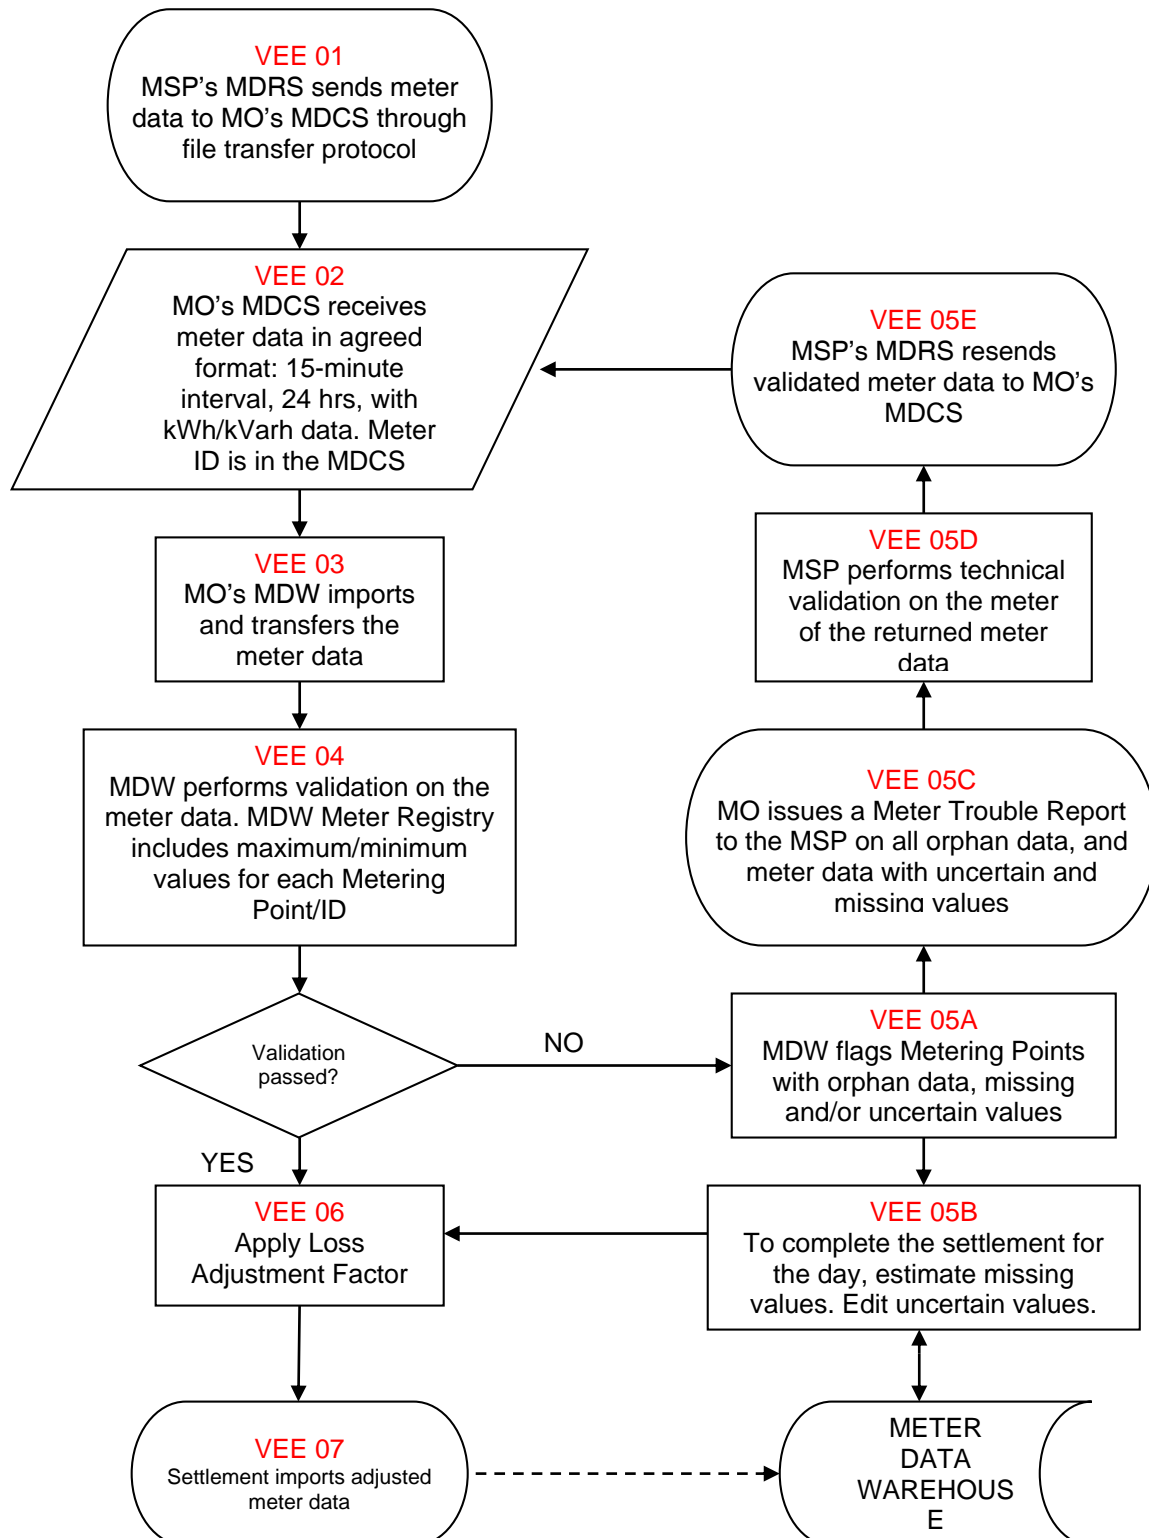 VEE 01
MSP’s MDRS sends meter
data to MO’s MDCS through
file transfer protocol
VEE 02
MO’s MDCS receives
meter data in agreed
format: 15-minute
interval, 24 hrs, with
kWh/kVarh data. Meter
ID is in the MDCS
VEE 03
MO’s MDW imports
and transfers the
meter data
VEE 04
MDW performs validation on the
meter data. MDW Meter Registry
includes maximum/minimum
values for each Metering
Point/ID
Validation
passed?
NO
YES
VEE 05A
MDW flags Metering Points
with orphan data, missing
and/or uncertain values
VEE 05C
MO issues a Meter Trouble Report
to the MSP on all orphan data, and
meter data with uncertain and
missing values
VEE 05D
MSP performs technical
validation on the meter
of the returned meter
data
VEE 05E
MSP’s MDRS resends
validated meter data to MO’s
MDCS
VEE 05B
To complete the settlement for
the day, estimate missing
values. Edit uncertain values.
VEE 06
Apply Loss
Adjustment Factor
VEE 07
Settlement imports adjusted
meter data
METER
DATA
WAREHOUS
E